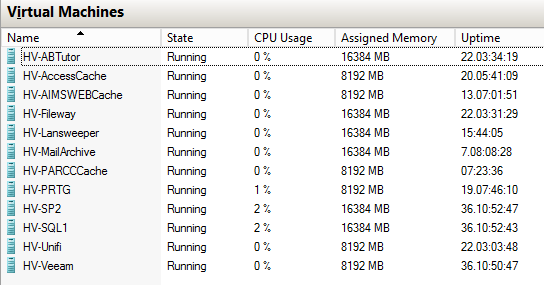 Virtual Machines
Name State CPU Usage Assigned Memory Uptime
HV-ABTutor Running 0 % 16384 MB 22.03:34:19
HV-AccessCache Running 0 % 8192 MB 20.05:41:09
HV-AIMSWEBCache Running 0 % 8192 MB 13.07:01:51
HV-Fileway Running 0 % 8192 MB 22.03:31:29
HV-Lansweeper Running 0 % 16384 MB 15:44:05
HV-MailArchive Running 0 % 16384 MB 7.08:08:28
HV-PARCCCache Running 0 % 8192 MB 07:23:36
HV-PRTG Running 1 % 8192 MB 19.07:46:10
HV-SP2 Running 2 % 16384 MB 36.10:52:47
HV-SQL1 Running 2 % 16384 MB 36.10:52:43
HV-Unifi Running 0 % 8192 MB 22.03:03:48
HV-Veeam Running 0 % 8192 MB 36.10:50:47